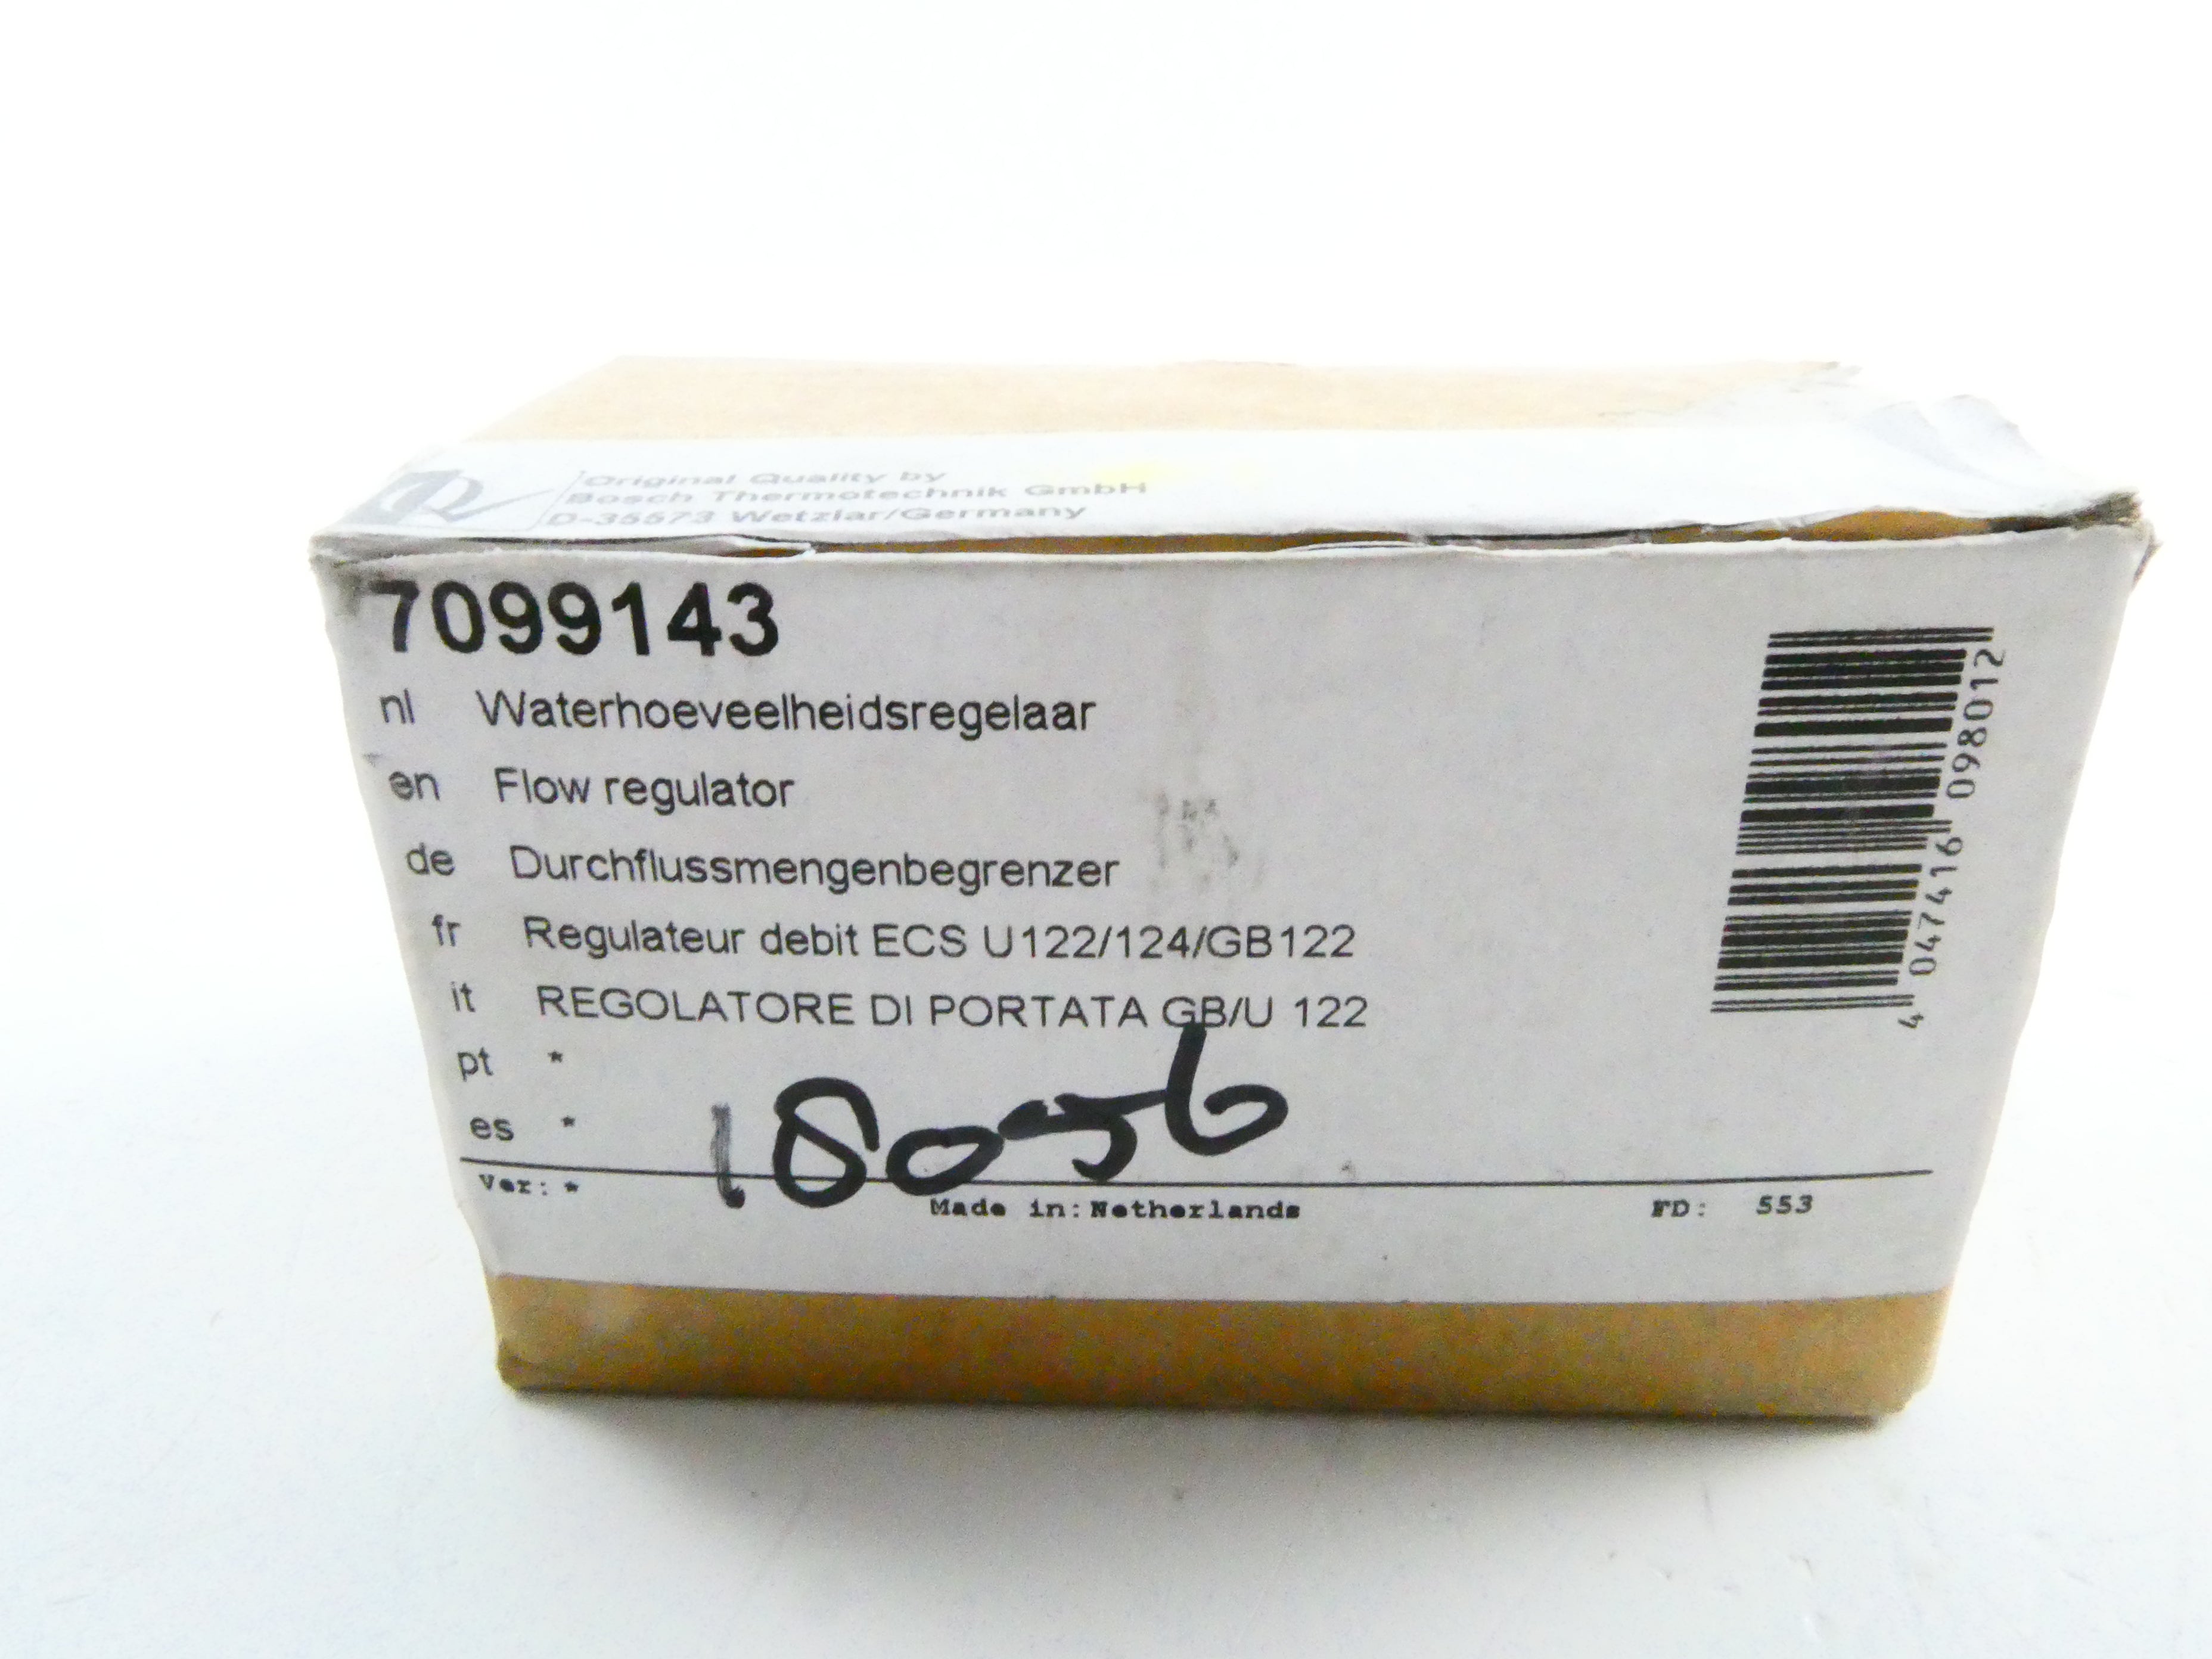 Original Quality by
Bosch Thermotechnik GmbH
D-35573 Wetzlar/Germany
7099143
nl Waterhoeveelheidsregelaar
en Flow regulator
de Durchflussmengenbegrenzer
fr Regulateur debit ECS U122/124/GB122
it REGOLATORE DI PORTATA GB/U 122
pt *
es *
18056
Ver: * Made in: Netherlands FD: 553
4 047416 098012